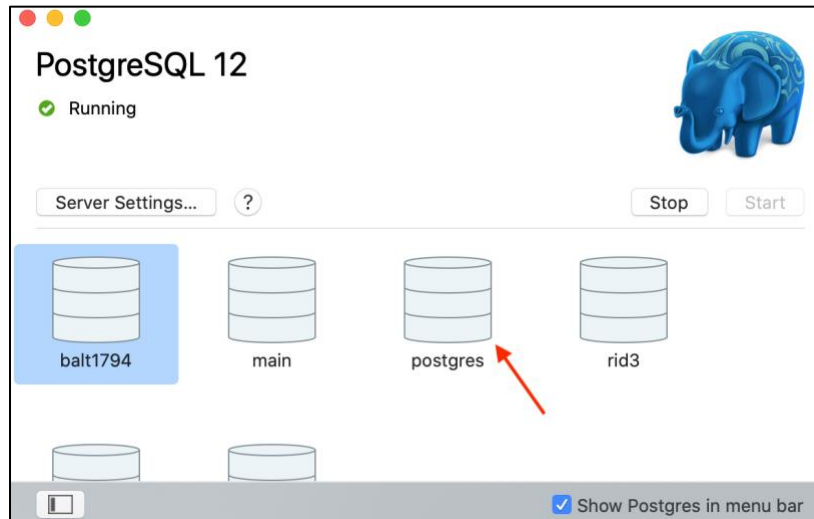 PostgreSQL 12
Running
Server Settings... ? Stop Start
balt1794 main postgres rid3
Show Postgres in menu bar